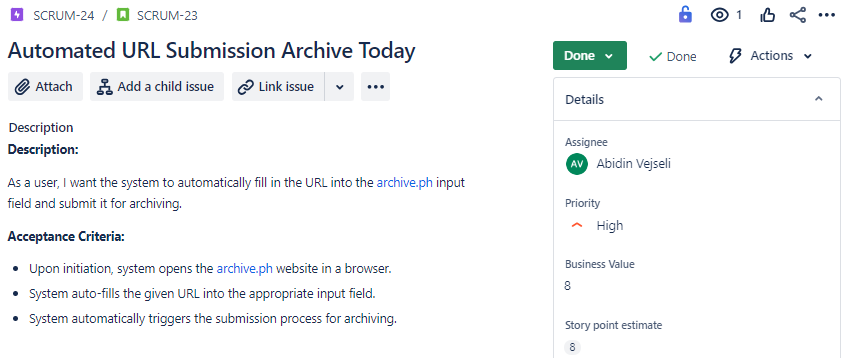 SCRUM-24 / SCRUM-23
1
Automated URL Submission Archive Today
Attach
Add a child issue
Link issue
Description
Description:
As a user, I want the system to automatically fill in the URL into the archive.ph input
field and submit it for archiving.
Acceptance Criteria:
• Upon initiation, system opens the archive.ph website in a browser.
• System auto-fills the given URL into the appropriate input field.
• System automatically triggers the submission process for archiving.
Done
Done
Actions
Details
Assignee
AV Abidin Vejseli
Priority
High
Business Value
8
Story point estimate
8